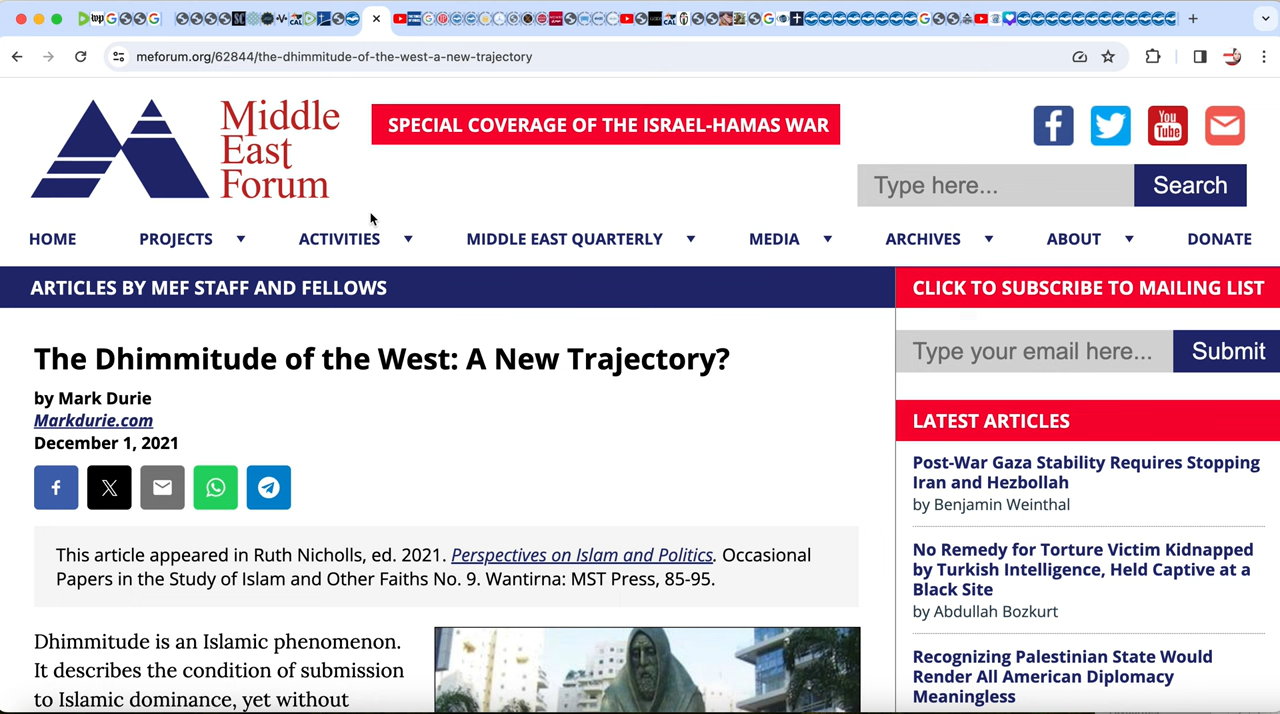 meforum.org/62844/the-dhimmitude-of-the-west-a-new-trajectory
Middle
East
Forum
SPECIAL COVERAGE OF THE ISRAEL-HAMAS WAR
You
Tube
Type here...
Search
HOME
PROJECTS
ACTIVITIES
MIDDLE EAST QUARTERLY
MEDIA
ARCHIVES
ABOUT
DONATE
ARTICLES BY MEF STAFF AND FELLOWS
The Dhimmitude of the West: A New Trajectory?
by Mark Durie
Markdurie.com
December 1, 2021
This article appeared in Ruth Nicholls, ed. 2021. Perspectives on Islam and Politics. Occasional
Papers in the Study of Islam and Other Faiths No. 9. Wantirna: MST Press, 85-95.
Dhimmitude is an Islamic phenomenon.
It describes the condition of submission
to Islamic dominance, yet without
CLICK TO SUBSCRIBE TO MAILING LIST
Type your email here...
Submit
LATEST ARTICLES
Post-War Gaza Stability Requires Stopping
Iran and Hezbollah
by Benjamin Weinthal
No Remedy for Torture Victim Kidnapped
by Turkish Intelligence, Held Captive at a
Black Site
by Abdullah Bozkurt
Recognizing Palestinian State Would
Render All American Diplomacy
Meaningless